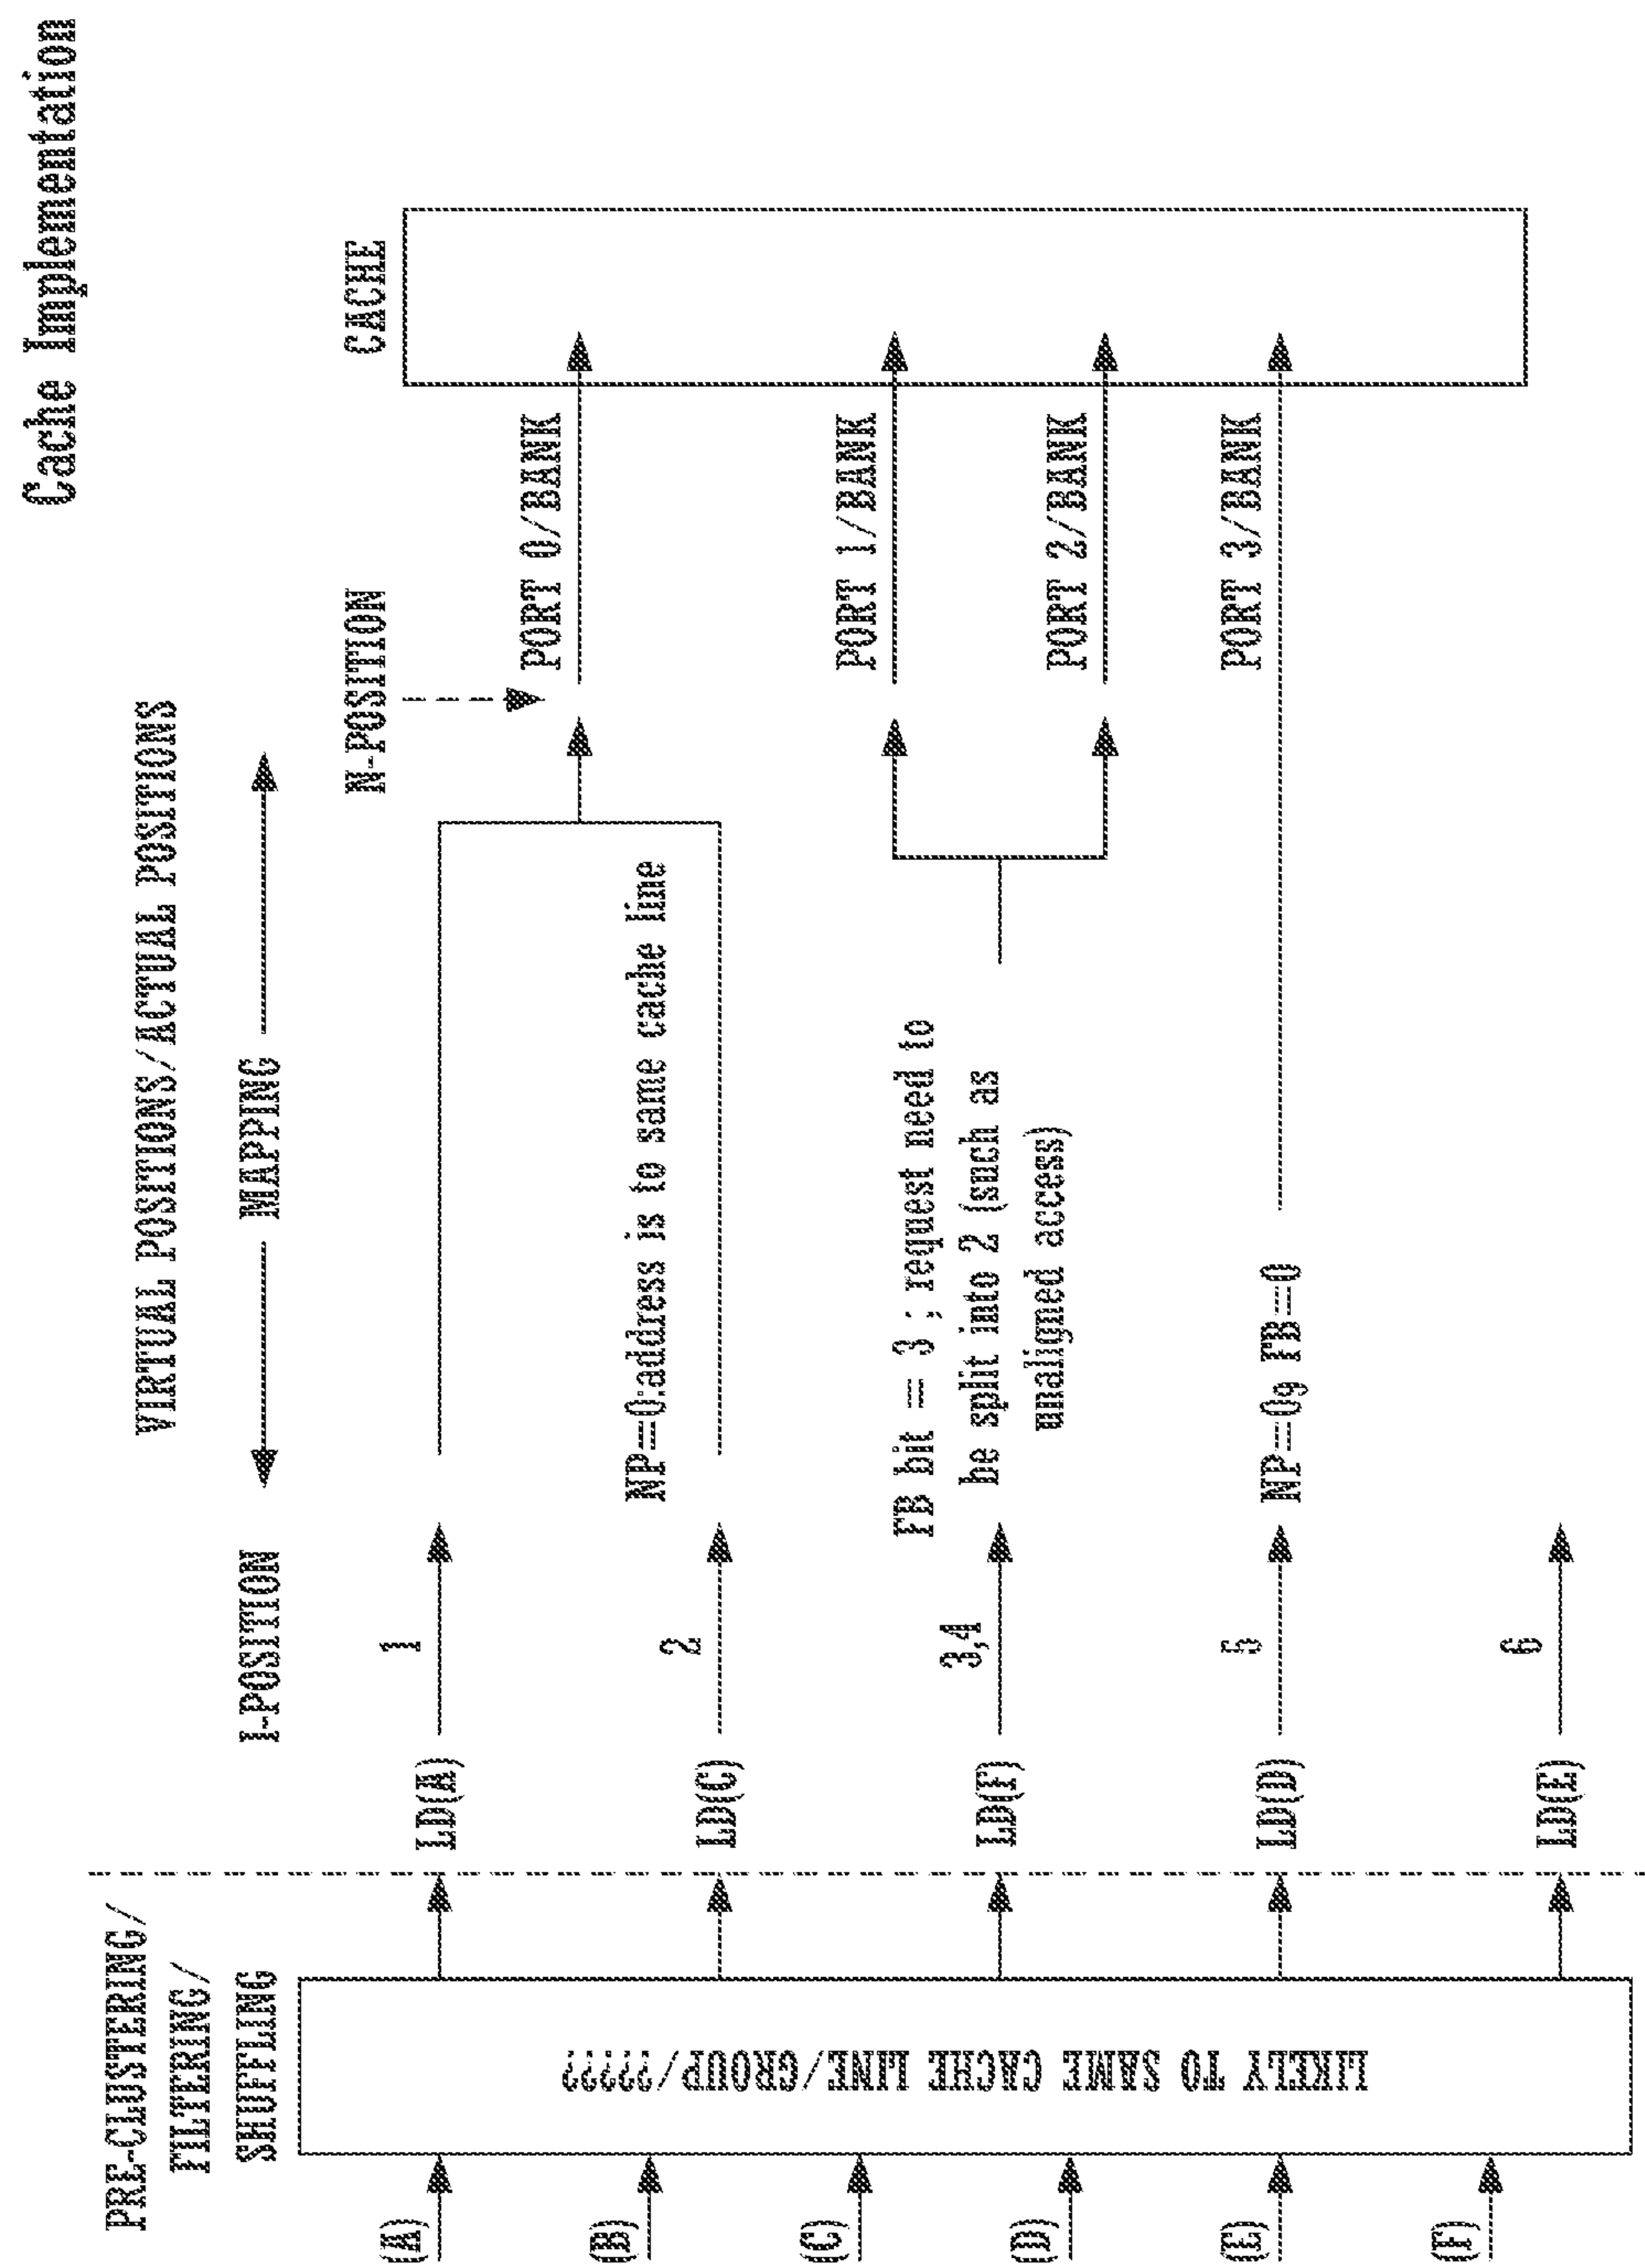 Cache Implementation
VIRTUAL POSITIONS/ACTUAL POSITIONS
PRE-CLUSTERING/
FILTERING/
SHUFFLING
I-POSITION
MAPPING
N-POSITION
CACHE
LIKELY TO SAME CACHE LINE/GROUP/?????
(A)
(B)
(C)
(D)
(E)
(F)
LD(A)
1
PORT 0/BANK
LD(C)
2
NP=0:address is to same cache line
LD(F)
3,4
FB bit = 3 ; request need to
be split into 2 (such as
unaligned access)
PORT 1/BANK
PORT 2/BANK
LD(D)
5
NP=09 FB=0
PORT 3/BANK
LD(E)
6